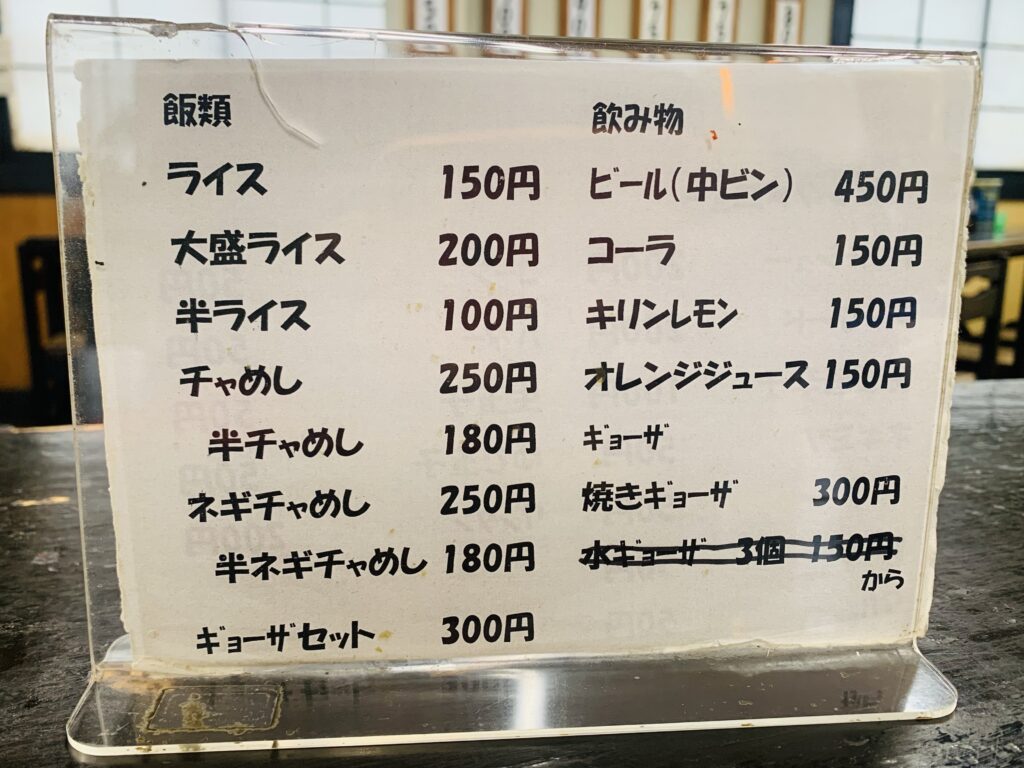 飯類
ライス 150円
大盛ライス 200円
半ライス 100円
チャめし 250円
半チャめし 180円
ネギチャめし 250円
半ネギチャめし 180円
ギョーザセット 300円
飲み物
ビール(中ビン) 450円
コーラ 150円
キリンレモン 150円
オレンジジュース 150円
ギョーザ
焼きギョーザ 300円
水ギョーザ 3個 150円
から